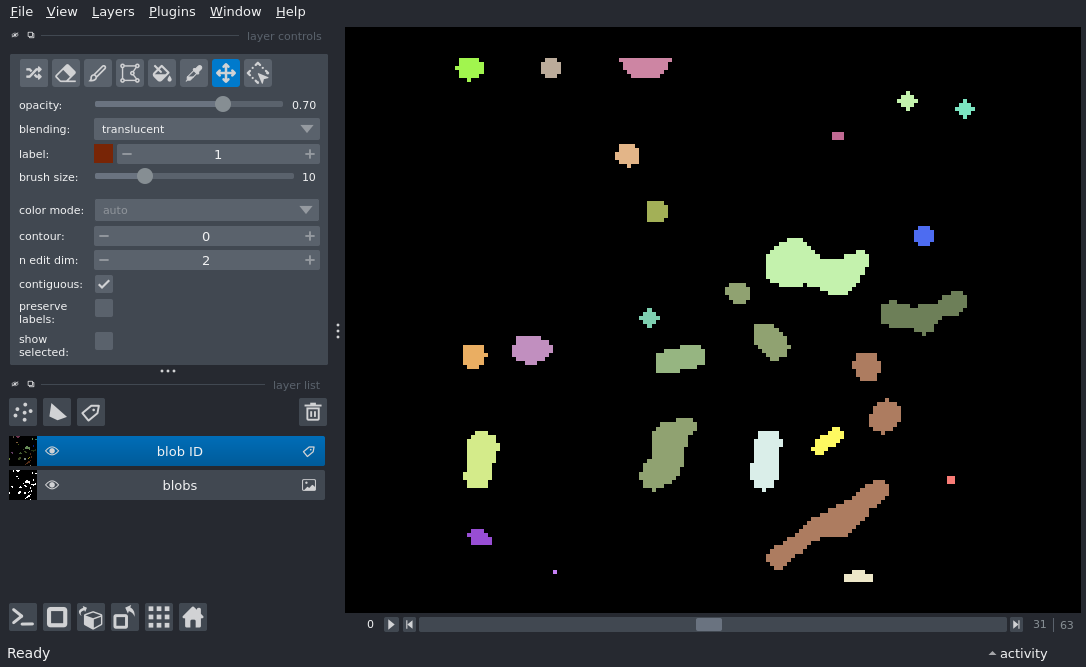 File View Layers Plugins Window Help
layer controls
opacity: 0.70
blending: translucent
label: 1
brush size: 10
color mode: auto
contour: 0
n edit dim: 2
contiguous:
preserve
labels:
show
selected:
layer list
blob ID
blobs
0 31 63
Ready activity